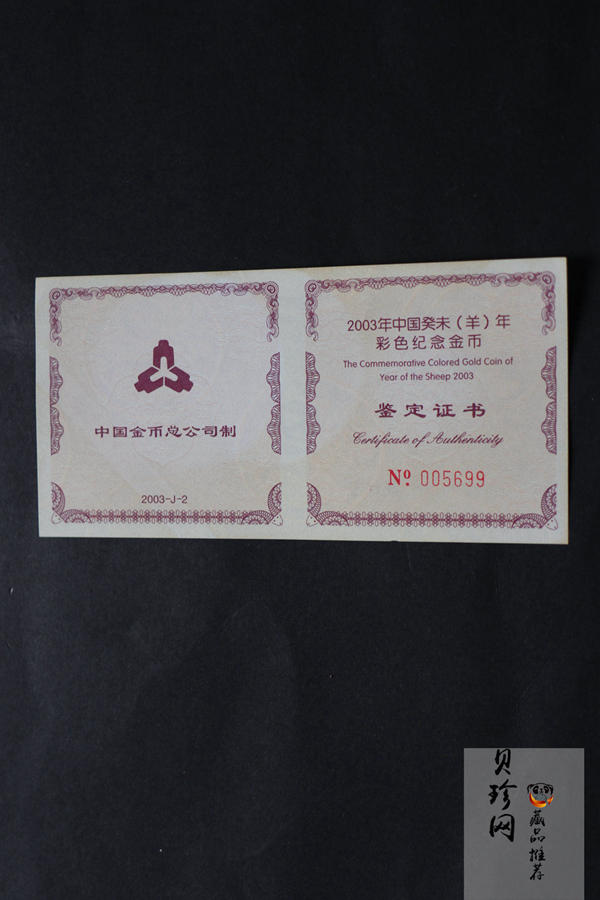 中国金币总公司制
2003-J-2
2003年中国癸未（羊）年
彩色纪念金币
The Commemorative Colored Gold Coin of
Year of the Sheep 2003
鉴定证书
Certificate of Authenticity
Nº 005699
贝珍网
藏品推荐